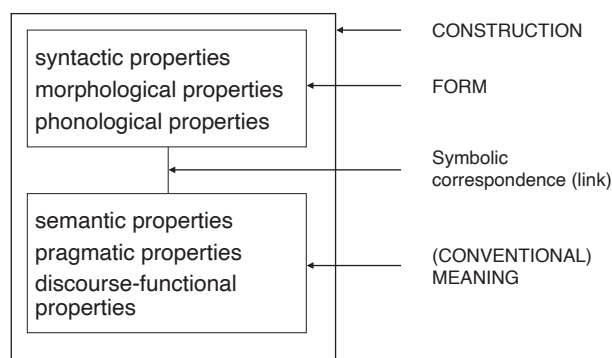 CONSTRUCTION
syntactic properties
morphological properties
phonological properties
FORM
Symbolic
correspondence (link)
semantic properties
pragmatic properties
discourse-functional
properties
(CONVENTIONAL)
MEANING